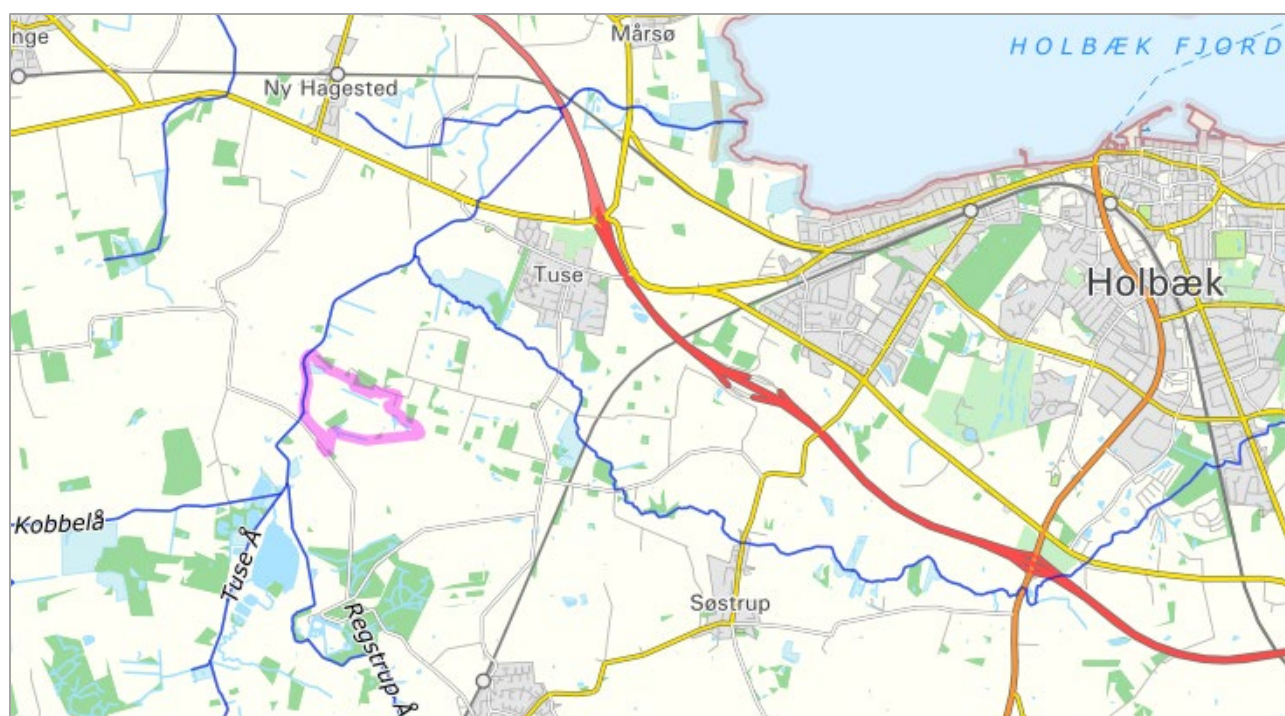 Mårsø
HOLBÆK FJORD
nge
Ny Hagested
Tuse
Holbæk
Kobbelå
Tuse Å
Regstrup Å
Søstrup